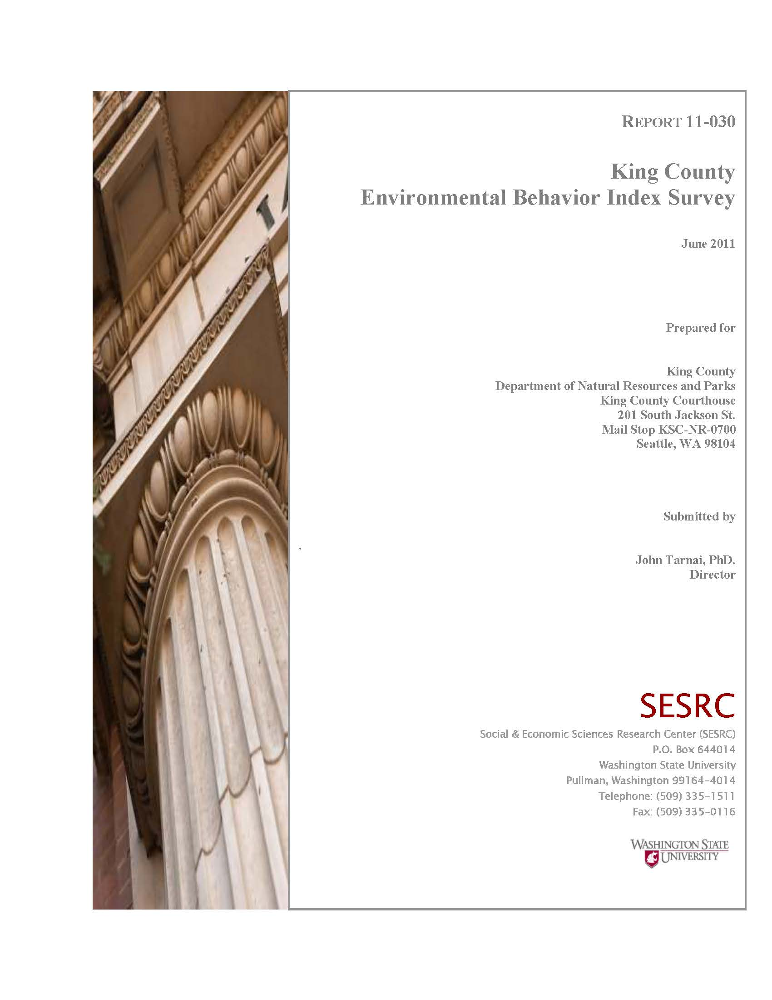 REPORT 11-030
King County
Environmental Behavior Index Survey
June 2011
Prepared for
King County
Department of Natural Resources and Parks
King County Courthouse
201 South Jackson St.
Mail Stop KSC-NR-0700
Seattle, WA 98104
Submitted by
.
John Tarnai, PhD.
Director
SESRC
Social & Economic Sciences Research Center (SESRC)
P.O. Box 644014
Washington State University
Pullman, Washington 99164-4014
Telephone: (509) 335-1511
Fax: (509) 335-0116
WASHINGTON STATE
UNIVERSITY